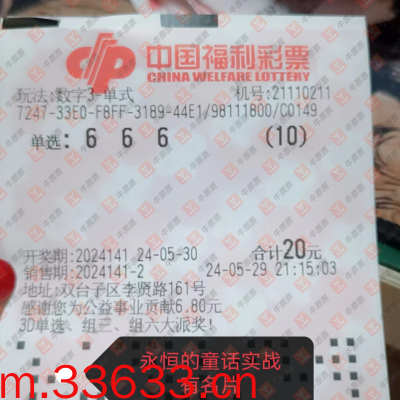 中国福利彩票
CHINA WELFARE LOTTERY
玩法:数字3-单式 机号:21110211
7247-33E0-F8FF-3189-44E1/98111800/C0149
单选: 6 6 6 (10)
开奖期:2024141 24-05-30 合计20元
销售期:2024141-2 24-05-29 21:15:03
地址:双台子区李贤路161号
感谢您为公益事业贡献6.80元
3D单选、组三、组六大派奖!
永恒的童话实战
有名片
m.33633.cn